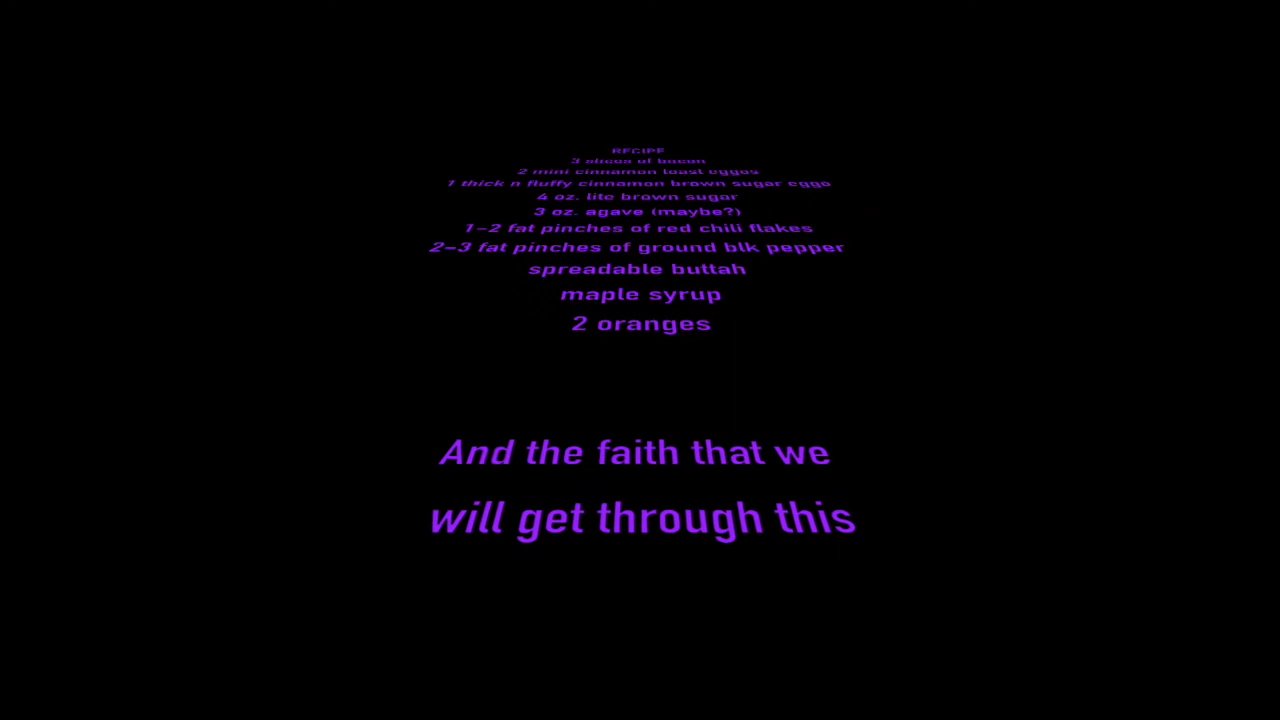 RECIPE
3 slices of bacon
2 mini cinnamon toast eggos
1 thick n fluffy cinnamon brown sugar eggo
4 oz. lite brown sugar
3 oz. agave (maybe?)
1-2 fat pinches of red chili flakes
2-3 fat pinches of ground blk pepper
spreadable buttah
maple syrup
2 oranges
And the faith that we
will get through this